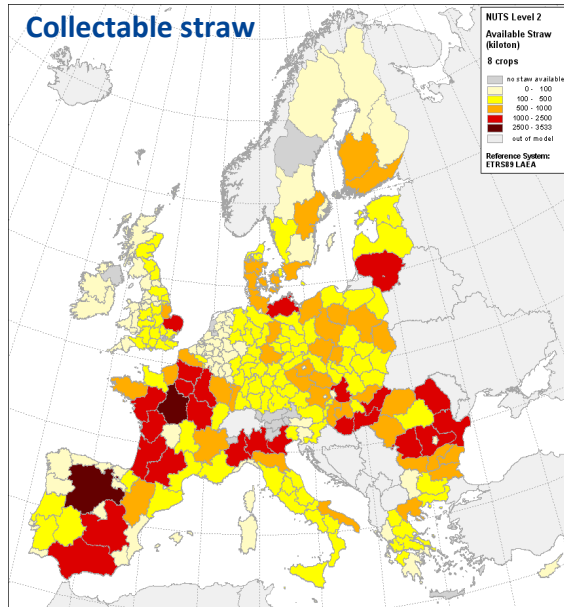 Collectable straw
NUTS Level 2
Available Straw
(kiloton)
8 crops
no staw available
0 - 100
100 - 500
500 - 1000
1000 - 2500
2500 - 3533
out of model
Reference System:
ETRS89 LAEA